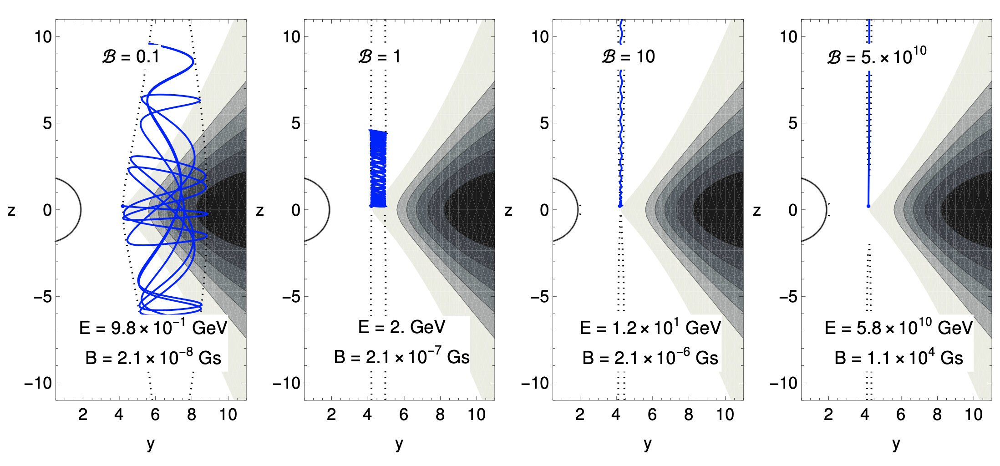 ℬ = 0.1
E = 9.8 × 10⁻¹ GeV
B = 2.1 × 10⁻⁸ Gs
10
5
0
−5
−10
z
2 4 6 8 10
y
ℬ = 1
E = 2. GeV
B = 2.1 × 10⁻⁷ Gs
10
5
0
−5
−10
z
2 4 6 8 10
y
ℬ = 10
E = 1.2 × 10¹ GeV
B = 2.1 × 10⁻⁶ Gs
10
5
0
−5
−10
z
2 4 6 8 10
y
ℬ = 5. × 10¹⁰
E = 5.8 × 10¹⁰ GeV
B = 1.1 × 10⁴ Gs
10
5
0
−5
−10
z
2 4 6 8 10
y